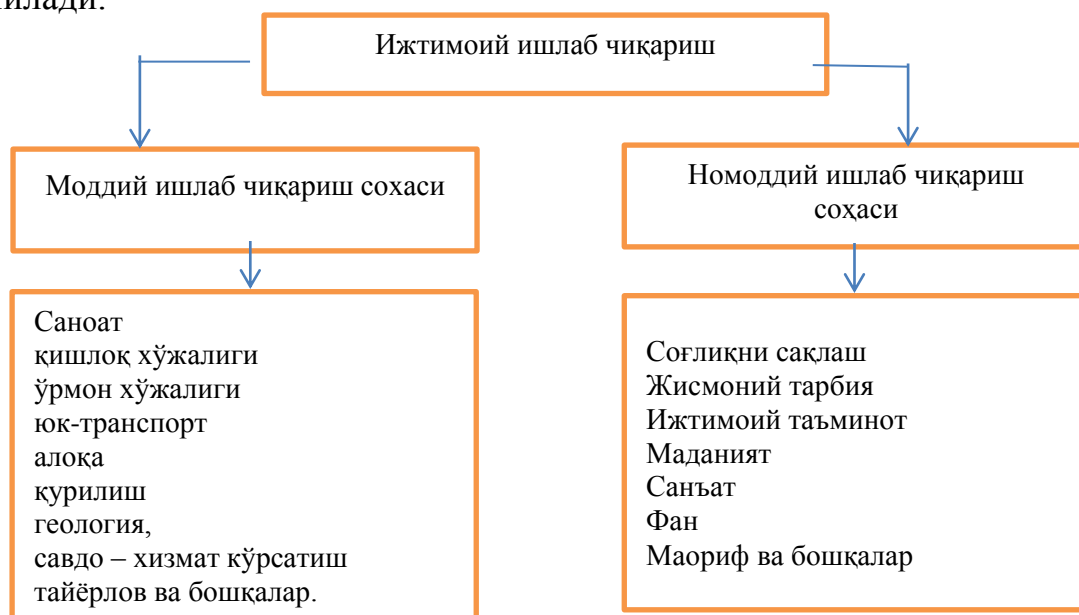 Ижтимоий ишлаб чиқариш
Моддий ишлаб чиқариш сохаси
Номоддий ишлаб чиқариш
соҳаси
Саноат
қишлоқ хўжалиги
ўрмон хўжалиги
юк-транспорт
алоқа
қурилиш
геология,
савдо – хизмат кўрсатиш
тайёрлов ва бошқалар.
Соғлиқни сақлаш
Жисмоний тарбия
Ижтимоий таъминот
Маданият
Санъат
Фан
Маориф ва бошқалар